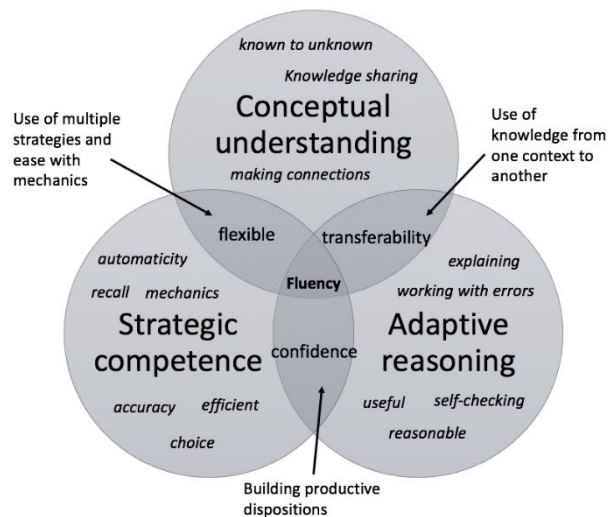 known to unknown
Knowledge sharing
Conceptual
understanding
making connections
Use of multiple
strategies and
ease with
mechanics
Use of
knowledge from
one context to
another
flexible
transferability
Fluency
confidence
automaticity
recall mechanics
Strategic
competence
accuracy efficient
choice
explaining
working with errors
Adaptive
reasoning
useful self-checking
reasonable
Building productive
dispositions